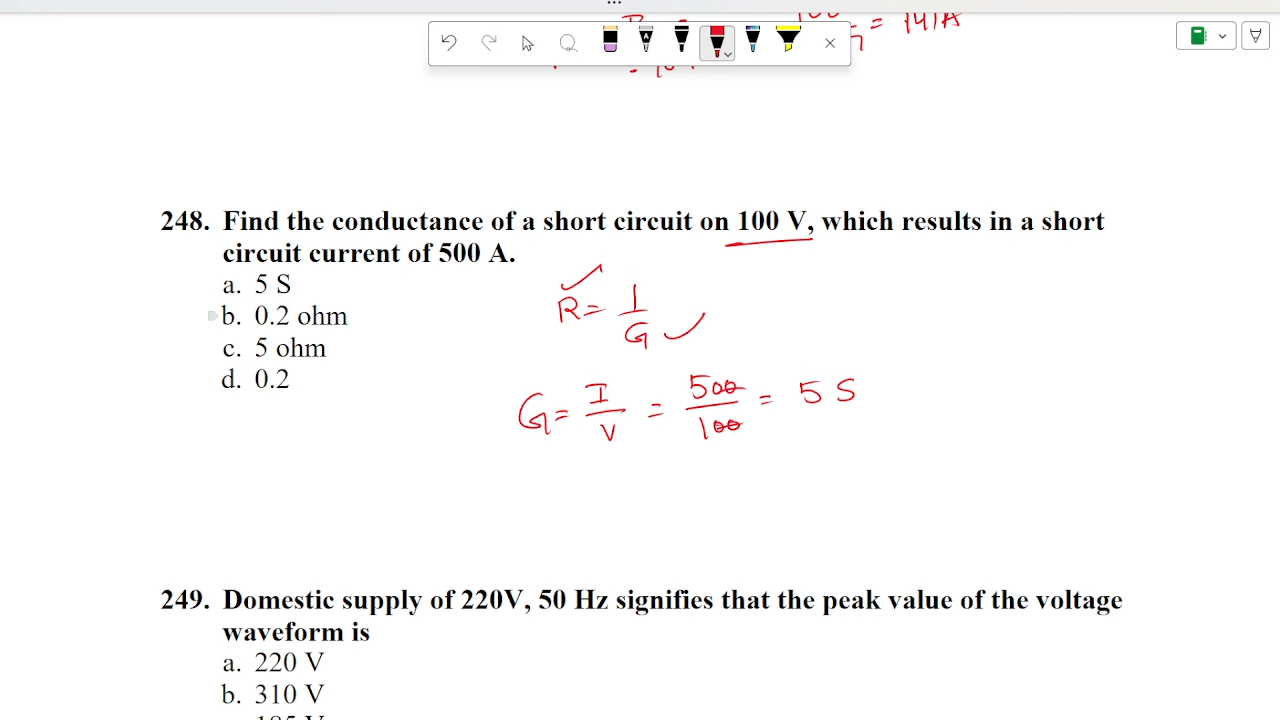 = 141A
248. Find the conductance of a short circuit on 100 V, which results in a short
circuit current of 500 A.
a. 5 S
b. 0.2 ohm
c. 5 ohm
d. 0.2
R = 1/G
G = I/V = 500/100 = 5 S
249. Domestic supply of 220V, 50 Hz signifies that the peak value of the voltage
waveform is
a. 220 V
b. 310 V